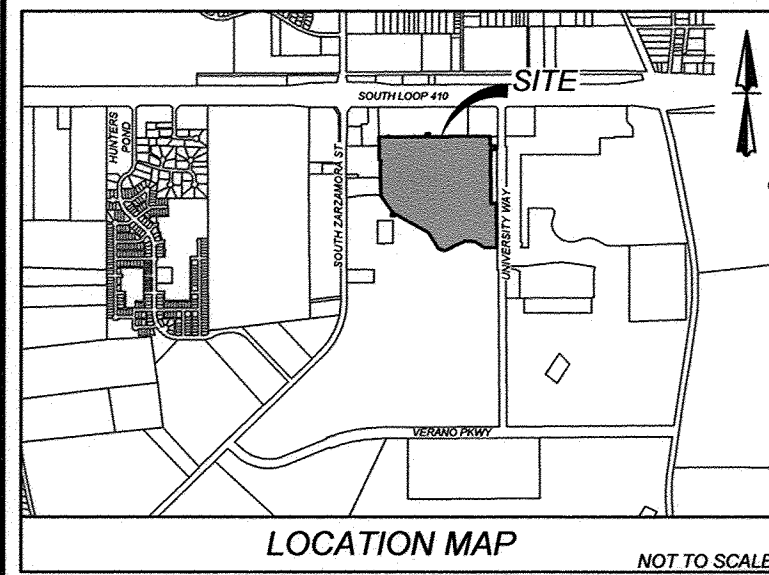 SITE
SOUTH LOOP 410
HUNTERS
POND
SOUTH ZARZAMORA ST
UNIVERSITY WAY
VERANO PKWY
LOCATION MAP
NOT TO SCALE